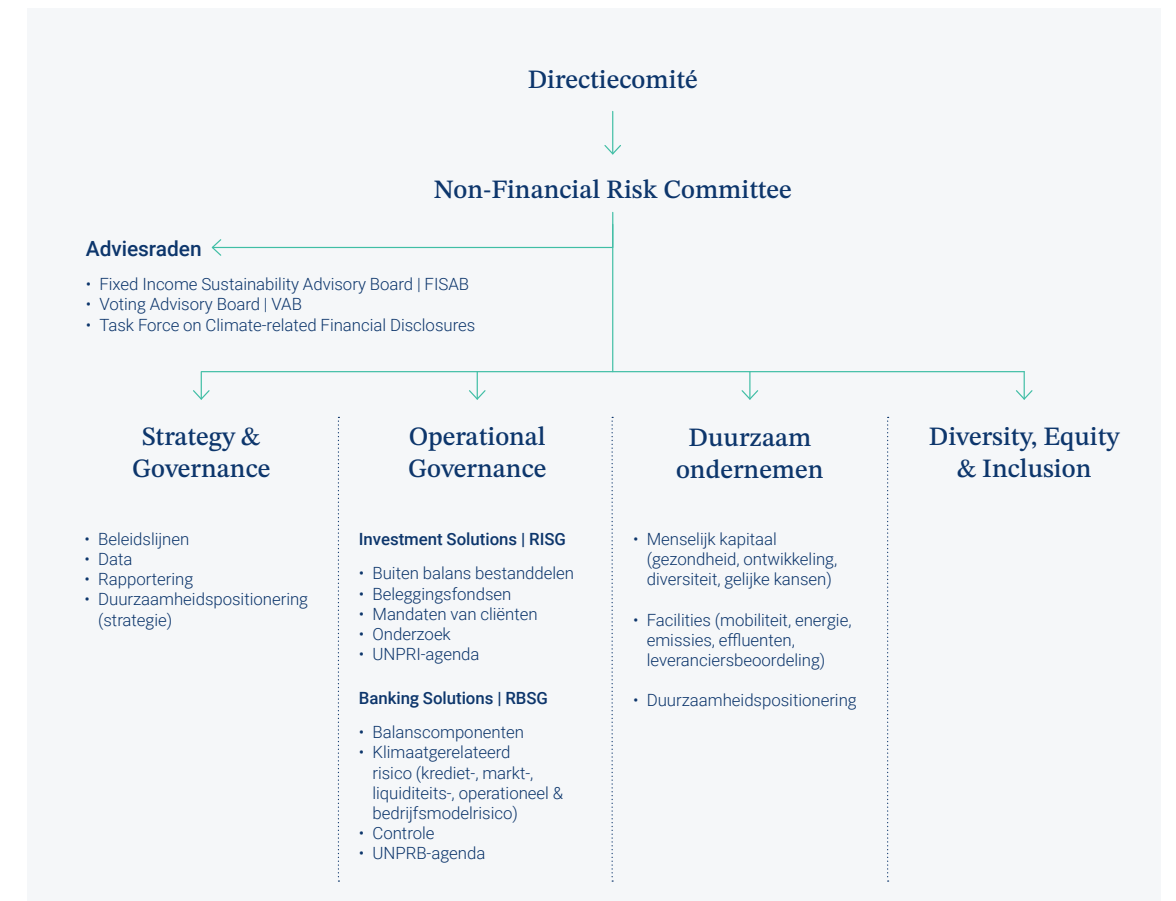 Directiecomité
Non-Financial Risk Committee
Adviesraden
• Fixed Income Sustainability Advisory Board | FISAB
• Voting Advisory Board | VAB
• Task Force on Climate-related Financial Disclosures
Strategy &
Governance
• Beleidslijnen
• Data
• Rapportering
• Duurzaamheidspositionering
(strategie)
Operational
Governance
Investment Solutions | RISG
• Buiten balans bestanddelen
• Beleggingsfondsen
• Mandaten van cliënten
• Onderzoek
• UNPRI-agenda
Banking Solutions | RBSG
• Balanscomponenten
• Klimaatgerelateerd
risico (krediet-, markt-,
liquiditeits-, operationeel &
bedrijfsmodelrisico)
• Controle
• UNPRB-agenda
Duurzaam
ondernemen
• Menselijk kapitaal
(gezondheid, ontwikkeling,
diversiteit, gelijke kansen)
• Facilities (mobiliteit, energie,
emissies, effluenten,
leveranciersbeoordeling)
• Duurzaamheidspositionering
Diversity, Equity
& Inclusion